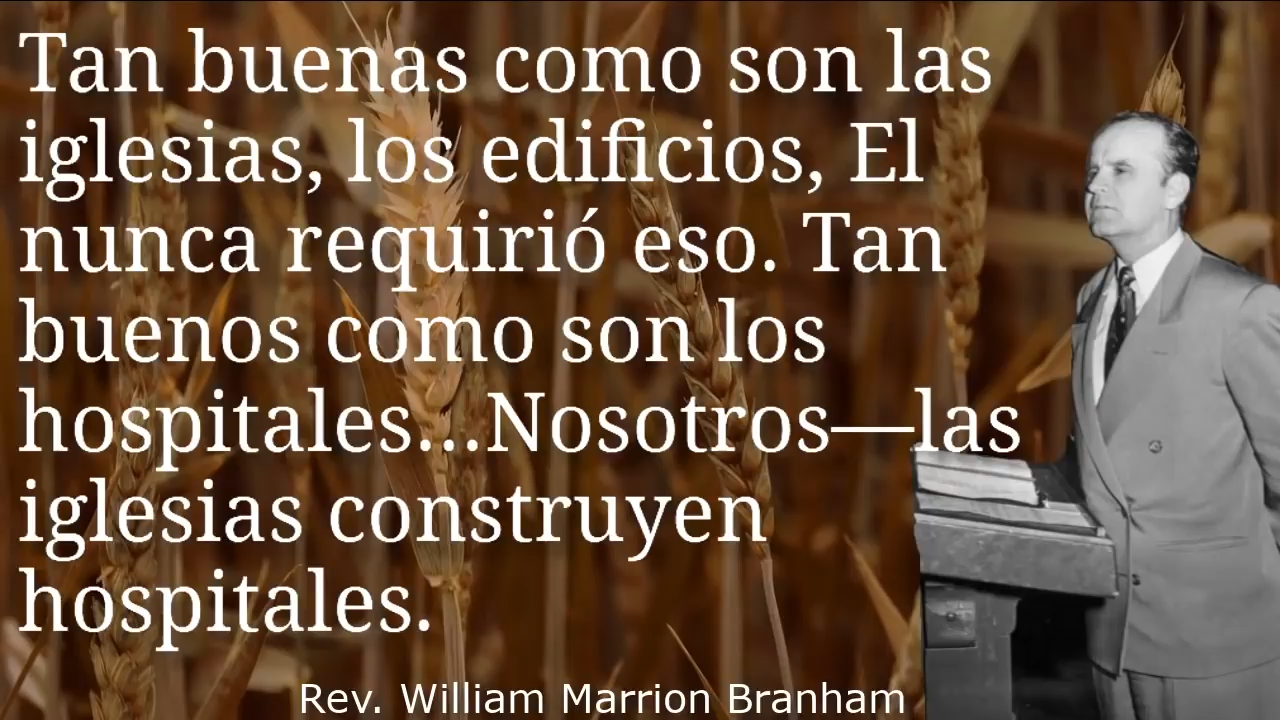 Tan buenas como son las
iglesias, los edificios, El
nunca requirió eso. Tan
buenos como son los
hospitales...Nosotros—las
iglesias construyen
hospitales.
Rev. William Marrion Branham